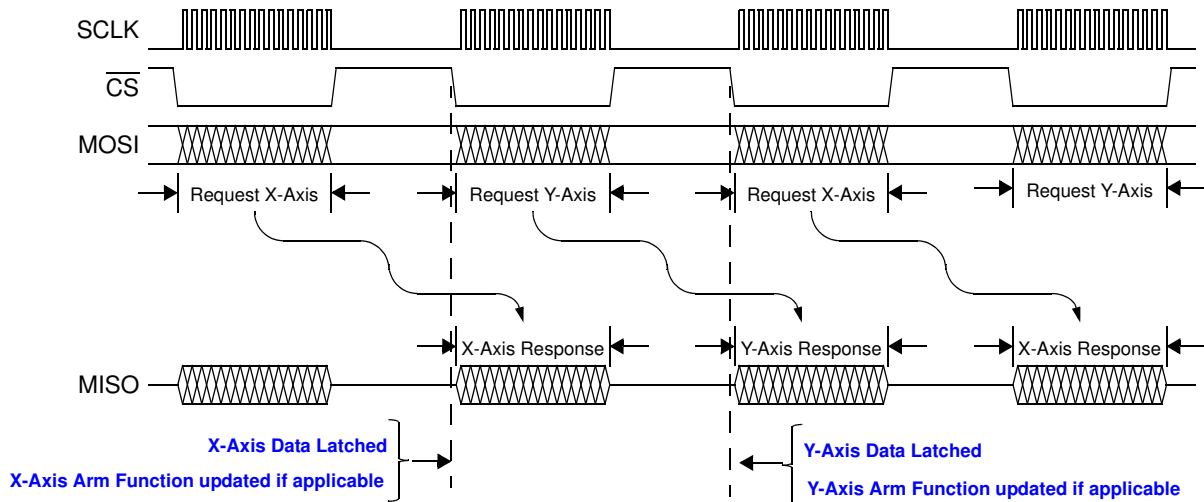 SCLK
CS
MOSI
Request X-Axis Request Y-Axis Request X-Axis Request Y-Axis
X-Axis Response Y-Axis Response X-Axis Response
MISO
X-Axis Data Latched
X-Axis Arm Function updated if applicable
Y-Axis Data Latched
Y-Axis Arm Function updated if applicable